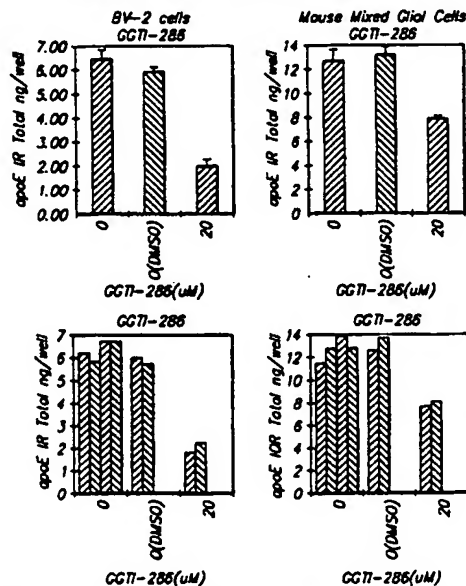 BV-2 cells
GGTI-286
apoE IR Total ng/well
7.00
6.00
5.00
4.00
3.00
2.00
1.00
0.00
0
0(DMSO)
20
GGTI-286(uM)
Mouse Mixed Glial Cells
GGTI-286
apoE IR Total ng/well
14
12
10
8
6
4
2
0
0
0(DMSO)
20
GGTI-286(uM)
GGTI-286
apoE IR Total ng/well
7
6
5
4
3
2
1
0
0
0(DMSO)
20
GGTI-286(uM)
GGTI-286
apoE IQR Total ng/well
14
12
10
8
6
4
2
0
0
0(DMSO)
20
GGTI-286(uM)